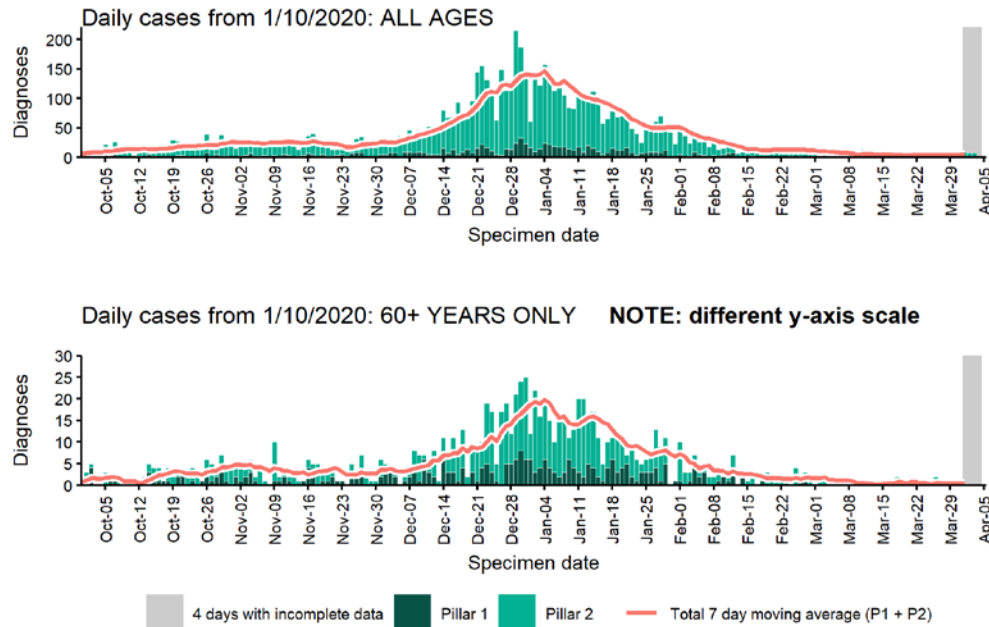 Daily cases from 1/10/2020: ALL AGES
200
150
100
50
0
Diagnoses
Oct-05 Oct-12 Oct-19 Oct-26 Nov-02 Nov-09 Nov-16 Nov-23 Nov-30 Dec-07 Dec-14 Dec-21 Dec-28 Jan-04 Jan-11 Jan-18 Jan-25 Feb-01 Feb-08 Feb-15 Feb-22 Mar-01 Mar-08 Mar-15 Mar-22 Mar-29 Apr-05
Specimen date
Daily cases from 1/10/2020: 60+ YEARS ONLY NOTE: different y-axis scale
30
25
20
15
10
5
0
Diagnoses
Oct-05 Oct-12 Oct-19 Oct-26 Nov-02 Nov-09 Nov-16 Nov-23 Nov-30 Dec-07 Dec-14 Dec-21 Dec-28 Jan-04 Jan-11 Jan-18 Jan-25 Feb-01 Feb-08 Feb-15 Feb-22 Mar-01 Mar-08 Mar-15 Mar-22 Mar-29 Apr-05
Specimen date
4 days with incomplete data Pillar 1 Pillar 2 Total 7 day moving average (P1 + P2)